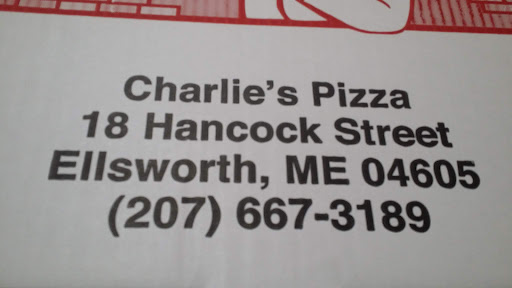 Charlie's Pizza
18 Hancock Street
Ellsworth, ME 04605
(207) 667-3189